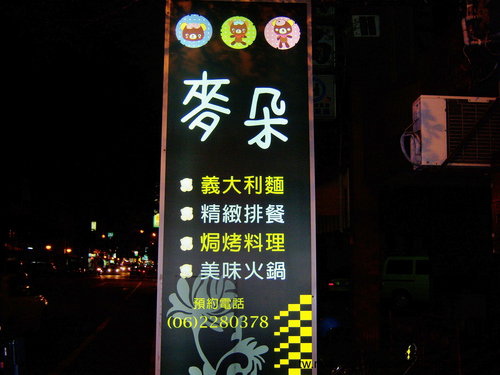 麥朵
義大利麵
精緻排餐
焗烤料理
美味火鍋
預約電話
(06)2280378